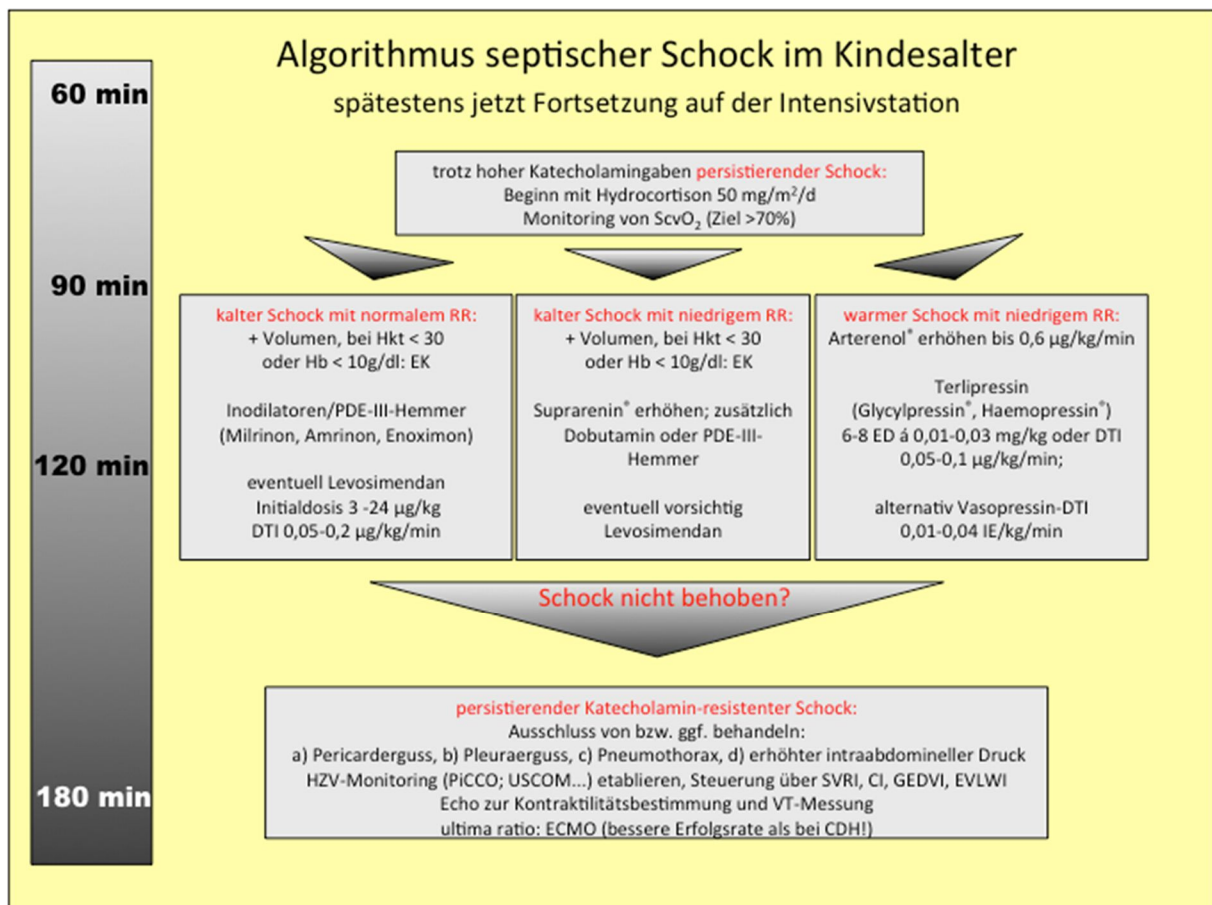 Algorithmus septischer Schock im Kindesalter
spätestens jetzt Fortsetzung auf der Intensivstation
60 min
90 min
120 min
180 min
trotz hoher Katecholamingaben persistierender Schock:
Beginn mit Hydrocortison 50 mg/m²/d
Monitoring von ScvO₂ (Ziel >70%)
kalter Schock mit normalem RR:
+ Volumen, bei Hkt < 30
oder Hb < 10g/dl: EK
Inodilatoren/PDE-III-Hemmer
(Milrinon, Amrinon, Enoximon)
eventuell Levosimendan
Initialdosis 3 -24 µg/kg
DTI 0,05-0,2 µg/kg/min
kalter Schock mit niedrigem RR:
+ Volumen, bei Hkt < 30
oder Hb < 10g/dl: EK
Suprarenin® erhöhen; zusätzlich
Dobutamin oder PDE-III-
Hemmer
eventuell vorsichtig
Levosimendan
warmer Schock mit niedrigem RR:
Arterenol® erhöhen bis 0,6 µg/kg/min
Terlipressin
(Glycylpressin®, Haemopressin®)
6-8 ED á 0,01-0,03 mg/kg oder DTI
0,05-0,1 µg/kg/min;
alternativ Vasopressin-DTI
0,01-0,04 IE/kg/min
Schock nicht behoben?
persistierender Katecholamin-resistenter Schock:
Ausschluss von bzw. ggf. behandeln:
a) Pericarderguss, b) Pleuraerguss, c) Pneumothorax, d) erhöhter intraabdomineller Druck
HZV-Monitoring (PiCCO; USCOM...) etablieren, Steuerung über SVRI, CI, GEDVI, EVLWI
Echo zur Kontraktilitätsbestimmung und VT-Messung
ultima ratio: ECMO (bessere Erfolgsrate als bei CDH!)